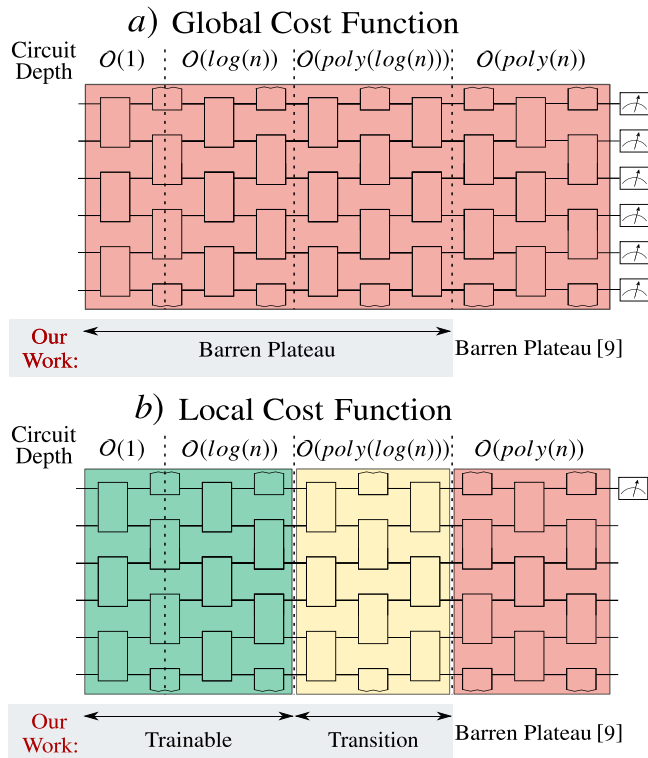 a) Global Cost Function
Circuit Depth
𝒪(1) 𝒪(log(n)) 𝒪(poly(log(n))) 𝒪(poly(n))
Our Work:
Barren Plateau
Barren Plateau [9]
b) Local Cost Function
Circuit Depth
𝒪(1) 𝒪(log(n)) 𝒪(poly(log(n))) 𝒪(poly(n))
Our Work:
Trainable
Transition
Barren Plateau [9]